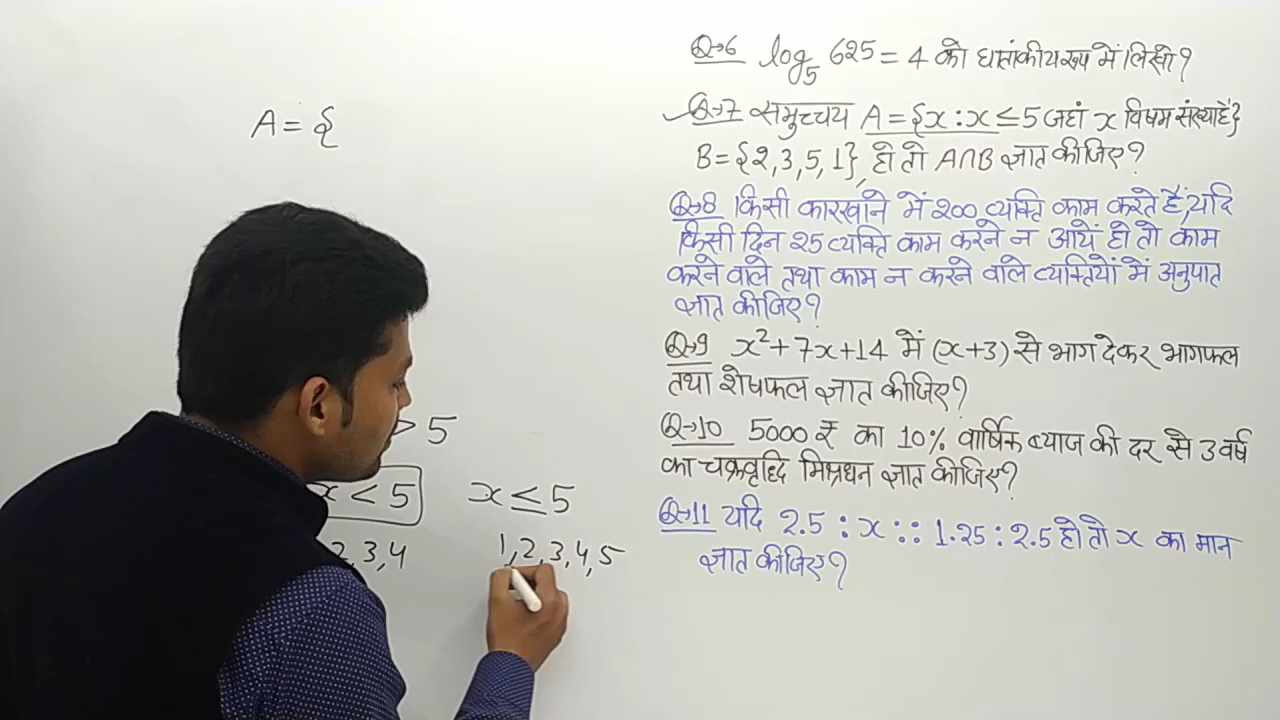 A = {
> 5
x < 5
x ≤ 5
2, 3, 4
1, 2, 3, 4, 5
Q→6 log₅ 625 = 4 को घातांकीय रूप में लिखो?
Q→7 समुच्चय A = {x : x ≤ 5 जहां x विषम संख्या है}
B = {2, 3, 5, 1}, हो तो A∩B ज्ञात कीजिए?
Q→8 किसी कारखाने में 200 व्यक्ति काम करते हैं, यदि
किसी दिन 25 व्यक्ति काम करने न आयें हो तो काम
करने वाले तथा काम न करने वाले व्यक्तियों में अनुपात
ज्ञात कीजिए?
Q→9 x² + 7x + 14 में (x+3) से भाग देकर भागफल
तथा शेषफल ज्ञात कीजिए?
Q→10 5000 ₹ का 10% वार्षिक ब्याज की दर से 3 वर्ष
का चक्रवृद्धि मिश्रधन ज्ञात कीजिए?
Q→11 यदि 2.5 : x :: 1.25 : 2.5 हो तो x का मान
ज्ञात कीजिए?